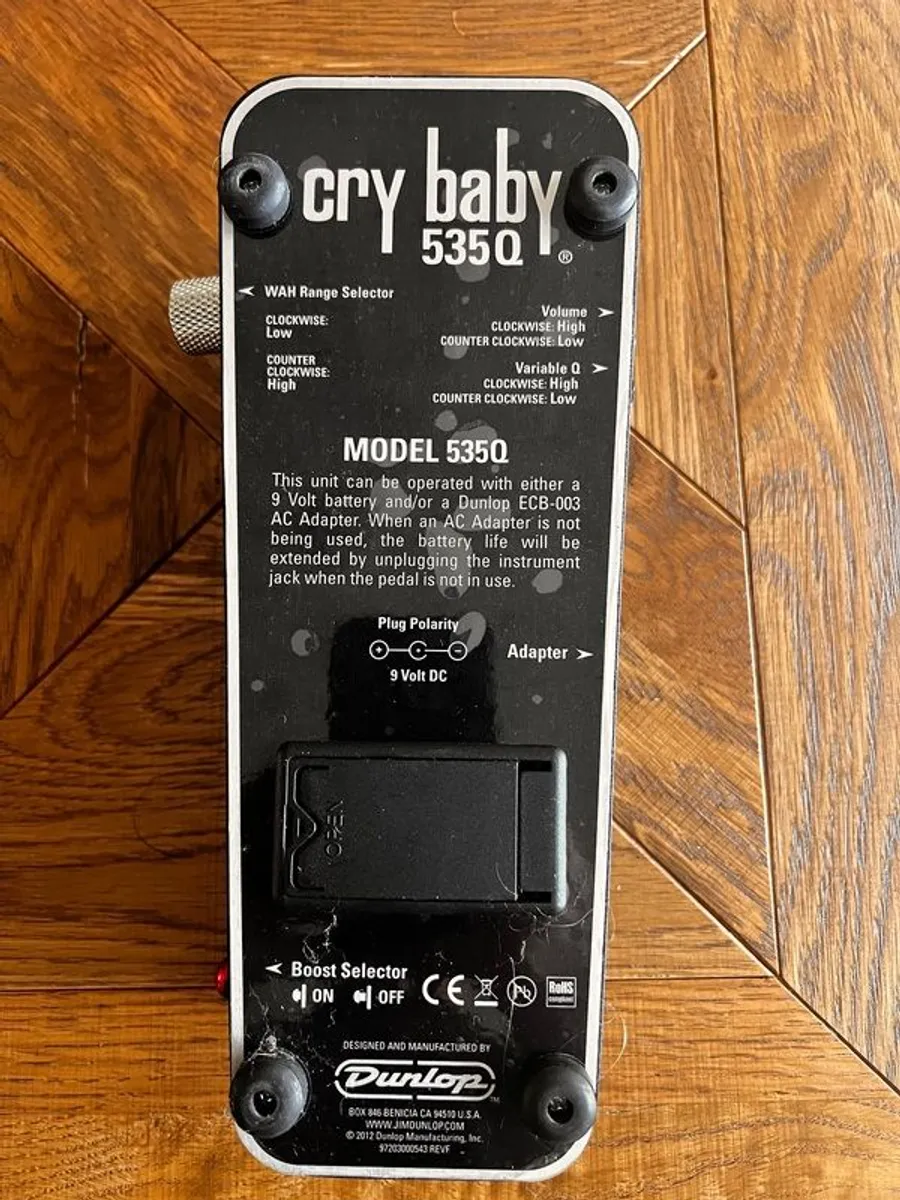 cry baby
535Q ®
WAH Range Selector
CLOCKWISE:
Low
COUNTER
CLOCKWISE:
High
Volume
CLOCKWISE: High
COUNTER CLOCKWISE: Low
Variable Q
CLOCKWISE: High
COUNTER CLOCKWISE: Low
MODEL 535Q
This unit can be operated with either a
9 Volt battery and/or a Dunlop ECB-003
AC Adapter. When an AC Adapter is not
being used, the battery life will be
extended by unplugging the instrument
jack when the pedal is not in use.
Plug Polarity
+ −
9 Volt DC
Adapter
OPEN
Boost Selector
ON OFF
CE Pb RoHS
compliant
DESIGNED AND MANUFACTURED BY
Dunlop™
BOX 846 BENICIA CA 94510 U.S.A.
WWW.JIMDUNLOP.COM
© 2012 Dunlop Manufacturing, Inc.
97203000543 REVF